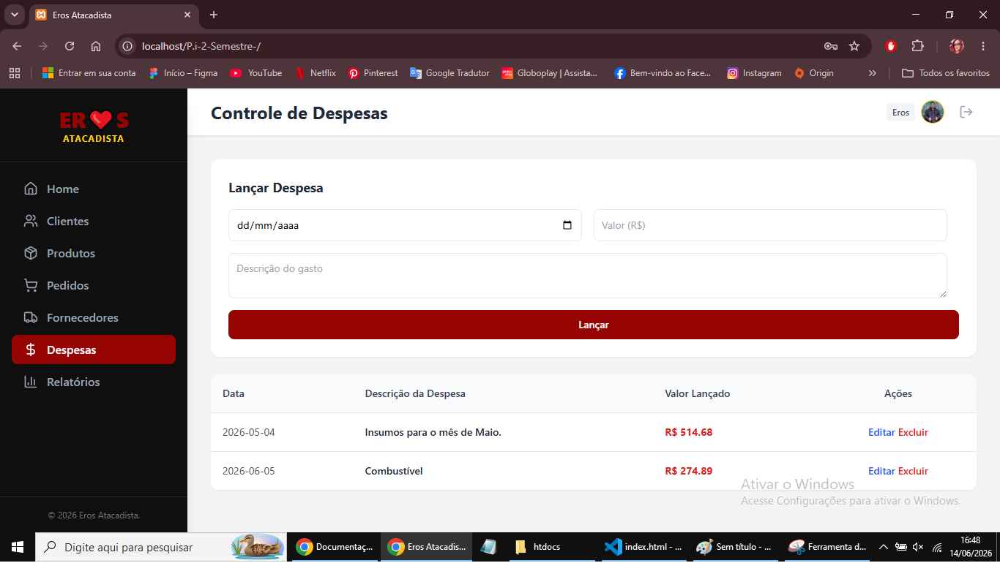 Eros Atacadista
localhost/P.i-2-Semestre-/
Entrar em sua conta
Início – Figma
YouTube
Netflix
Pinterest
Google Tradutor
Globoplay | Assista...
Bem-vindo ao Face...
Instagram
Origin
Todos os favoritos
EROS
ATACADISTA
Controle de Despesas
Eros
Home
Clientes
Produtos
Pedidos
Fornecedores
Despesas
Relatórios
Lançar Despesa
dd/mm/aaaa
Valor (R$)
Descrição do gasto
Lançar
Data Descrição da Despesa Valor Lançado Ações
2026-05-04 Insumos para o mês de Maio. R$ 514.68 Editar Excluir
2026-06-05 Combustível R$ 274.89 Editar Excluir
Ativar o Windows
Acesse Configurações para ativar o Windows.
© 2026 Eros Atacadista.
Digite aqui para pesquisar
Documentaç...
Eros Atacadis...
htdocs
index.html - ...
Sem título - ...
Ferramenta d...
16:48
14/06/2026